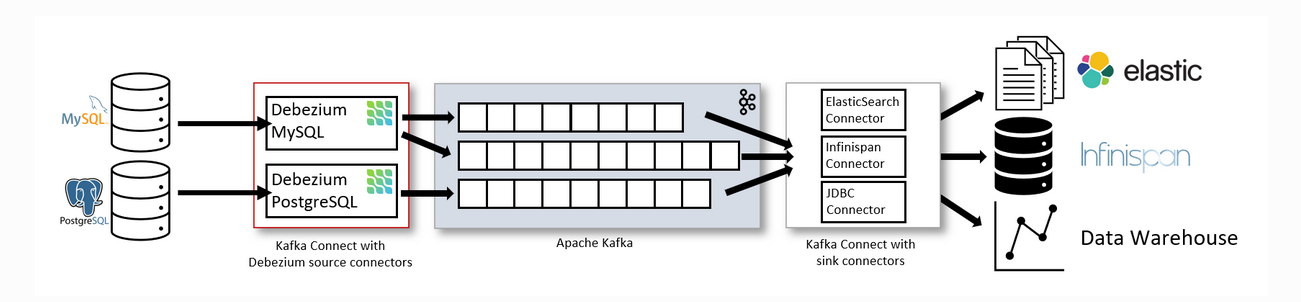 MySQL
PostgreSQL
Debezium
MySQL
Debezium
PostgreSQL
Kafka Connect with
Debezium source connectors
Apache Kafka
ElasticSearch
Connector
Infinispan
Connector
JDBC
Connector
Kafka Connect with
sink connectors
elastic
Infinispan
Data Warehouse